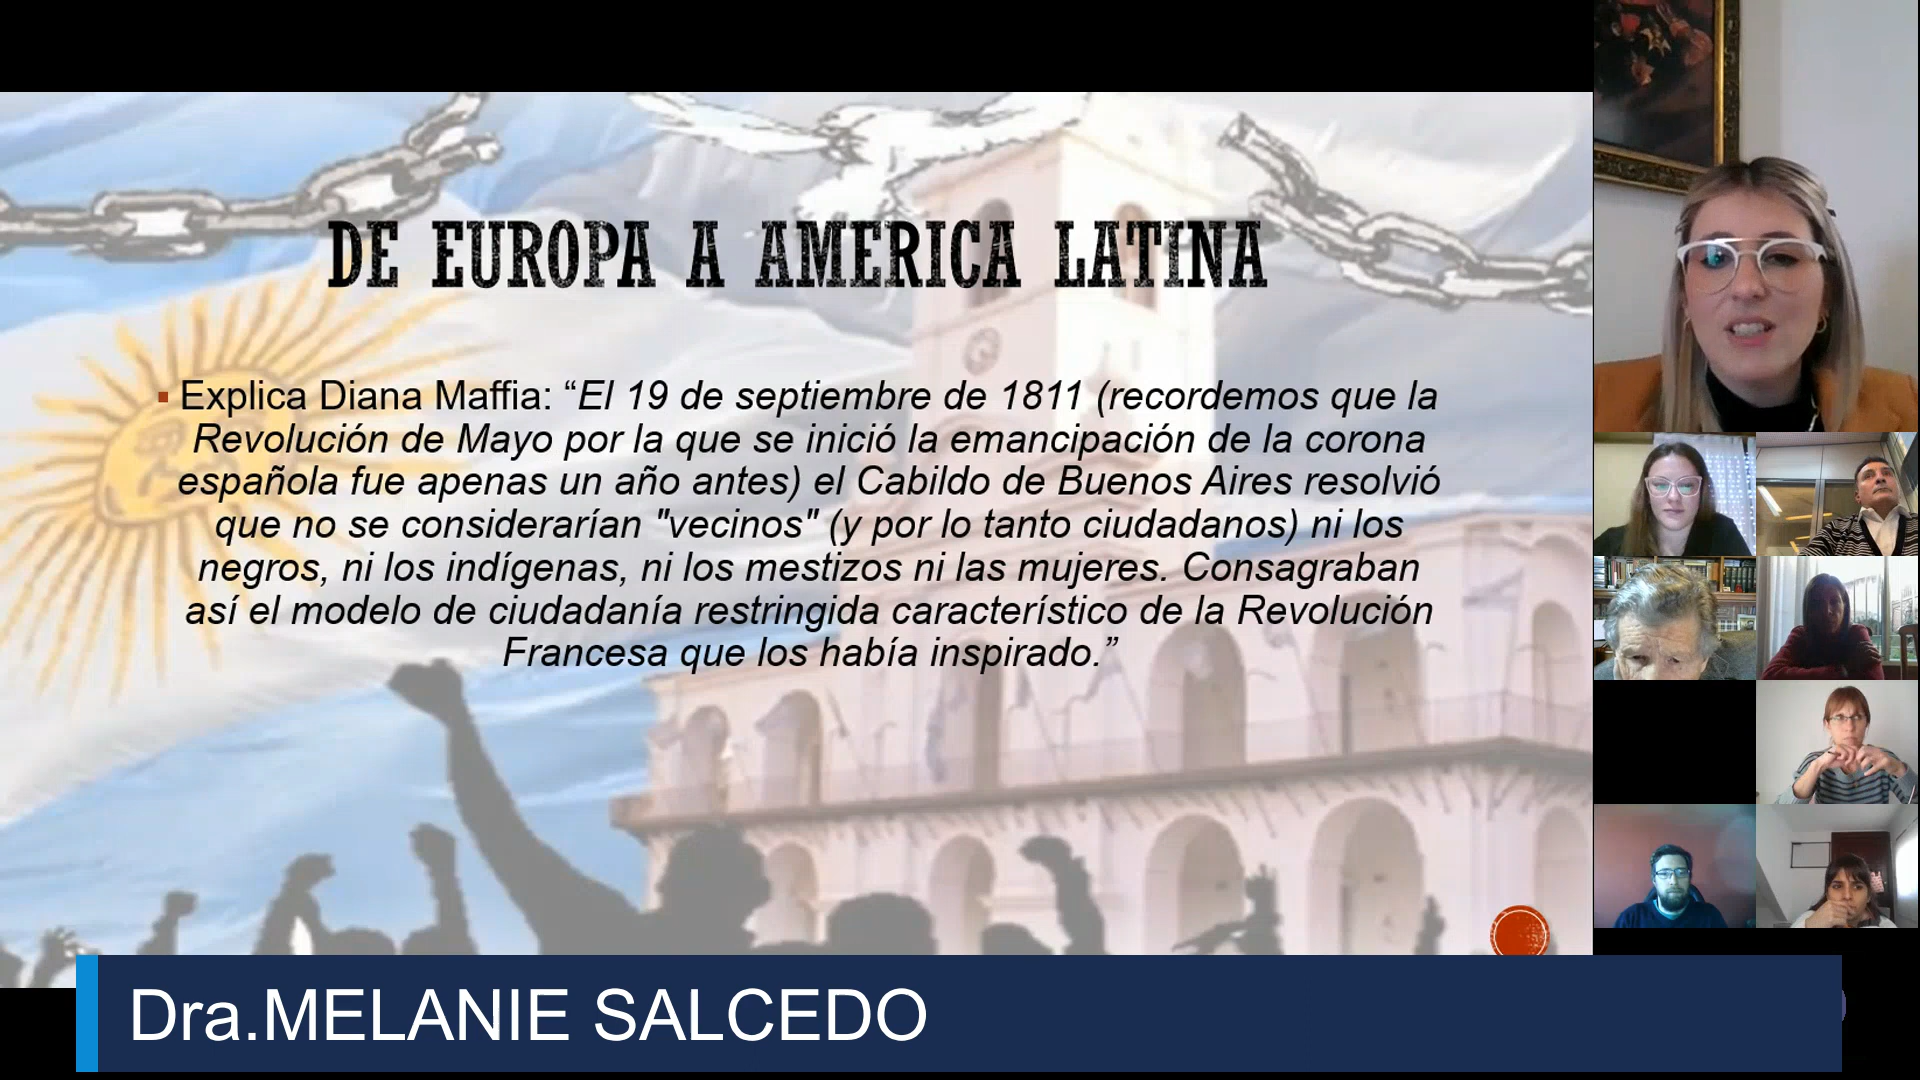 DE EUROPA A AMERICA LATINA
▪ Explica Diana Maffia: “El 19 de septiembre de 1811 (recordemos que la
Revolución de Mayo por la que se inició la emancipación de la corona
española fue apenas un año antes) el Cabildo de Buenos Aires resolvió
que no se considerarían "vecinos" (y por lo tanto ciudadanos) ni los
negros, ni los indígenas, ni los mestizos ni las mujeres. Consagraban
así el modelo de ciudadanía restringida característico de la Revolución
Francesa que los había inspirado.”
Dra.MELANIE SALCEDO